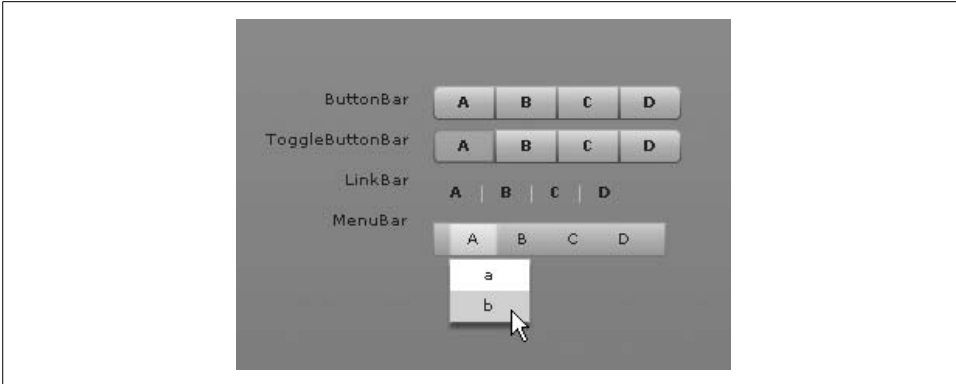 ButtonBar A B C D
ToggleButtonBar A B C D
LinkBar A | B | C | D
MenuBar A B C D
a
b